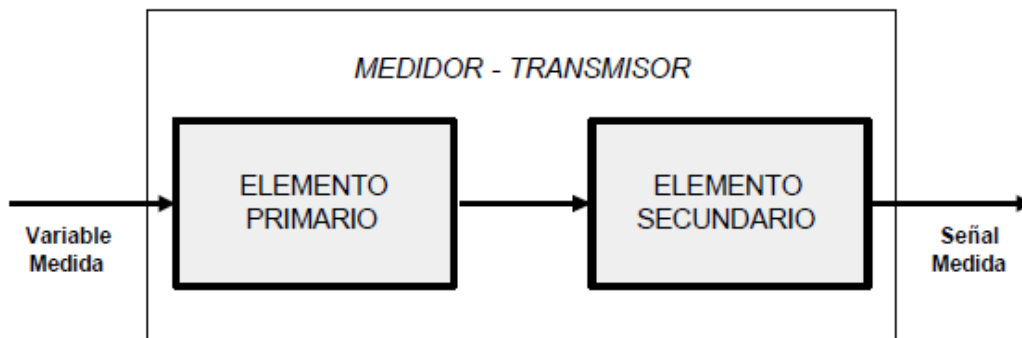 MEDIDOR - TRANSMISOR
ELEMENTO
PRIMARIO
ELEMENTO
SECUNDARIO
Variable
Medida
Señal
Medida